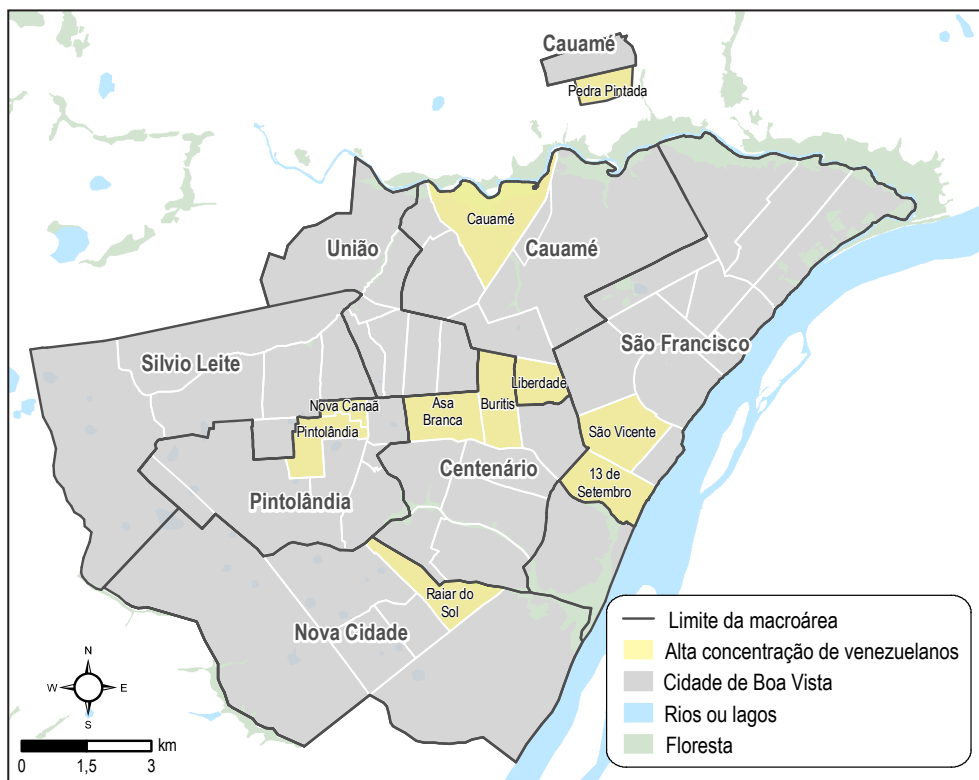 Cauamé
Pedra Pintada
Cauamé
União
Cauamé
São Francisco
Silvio Leite
Liberdade
Nova Canaã
Asa
Branca
Buritis
Pintolândia
São Vicente
Centenário
13 de
Setembro
Pintolândia
Raiar do
Sol
Nova Cidade
Limite da macroárea
Alta concentração de venezuelanos
Cidade de Boa Vista
Rios ou lagos
Floresta
N
W
E
S
km
0
1,5
3